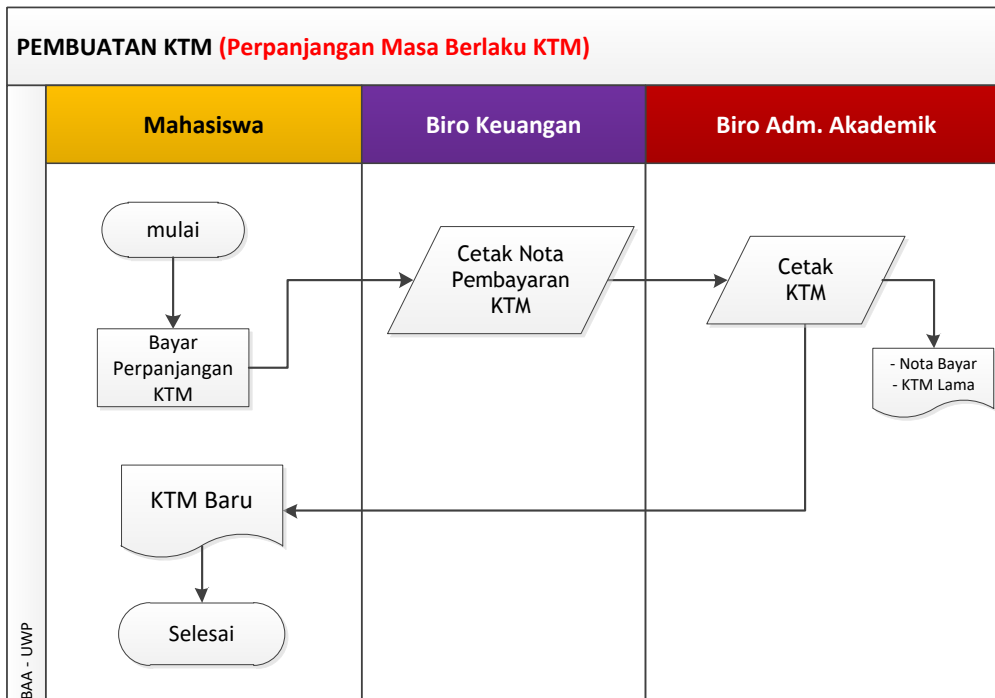 PEMBUATAN KTM (Perpanjangan Masa Berlaku KTM)
Mahasiswa
Biro Keuangan
Biro Adm. Akademik
mulai
Cetak Nota
Pembayaran
KTM
Cetak
KTM
Bayar
Perpanjangan
KTM
- Nota Bayar
- KTM Lama
KTM Baru
Selesai
BAA - UWP